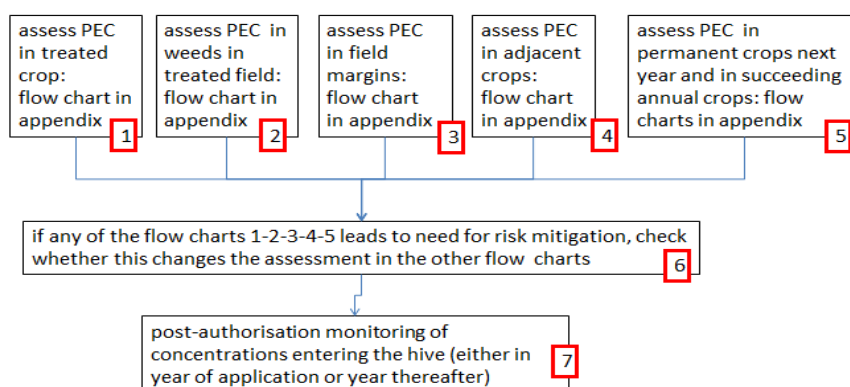 assess PEC
in treated
crop:
flow chart in
appendix
1
assess PEC in
weeds in
treated field:
flow chart in
appendix
2
assess PEC
in field
margins:
flow chart
in appendix
3
assess PEC
in adjacent
crops:
flow chart
in appendix
4
assess PEC in
permanent crops next
year and in succeeding
annual crops: flow
charts in appendix
5
if any of the flow charts 1-2-3-4-5 leads to need for risk mitigation, check
whether this changes the assessment in the other flow charts
6
post-authorisation monitoring of
concentrations entering the hive (either in
year of application or year thereafter)
7